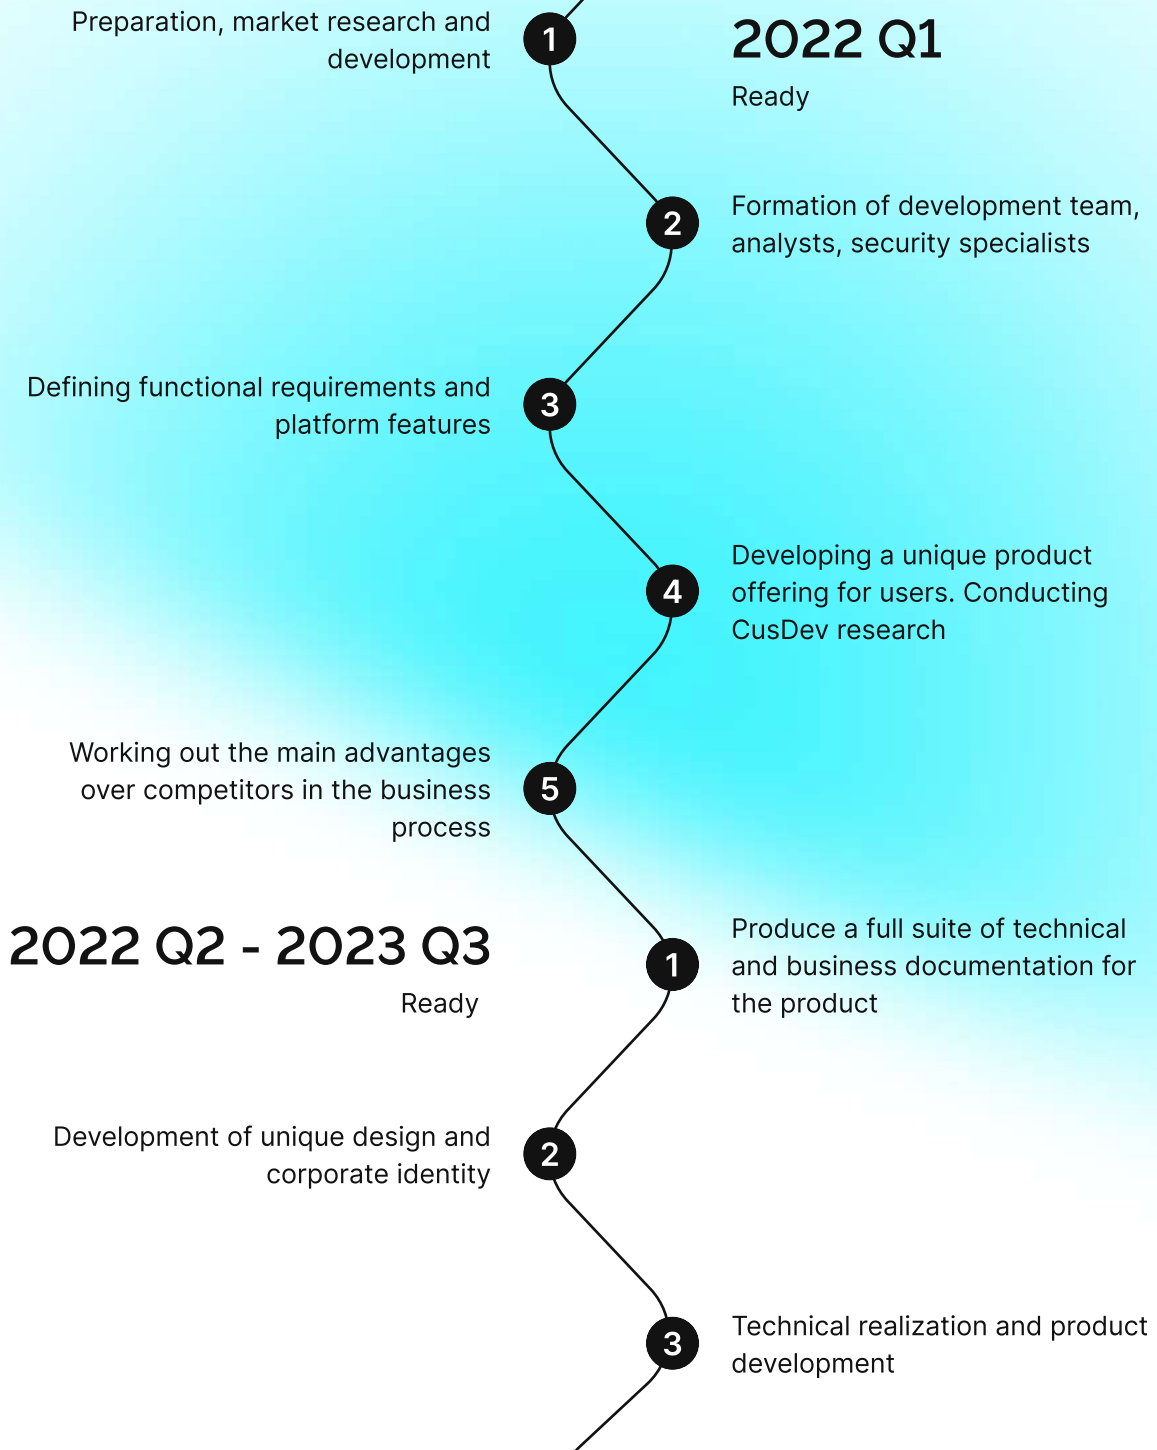 Preparation, market research and
development
1
2022 Q1
Ready
2
Formation of development team,
analysts, security specialists
Defining functional requirements and
platform features
3
4
Developing a unique product
offering for users. Conducting
CusDev research
Working out the main advantages
over competitors in the business
process
5
2022 Q2 - 2023 Q3
Ready
1
Produce a full suite of technical
and business documentation for
the product
Development of unique design and
corporate identity
2
3
Technical realization and product
development